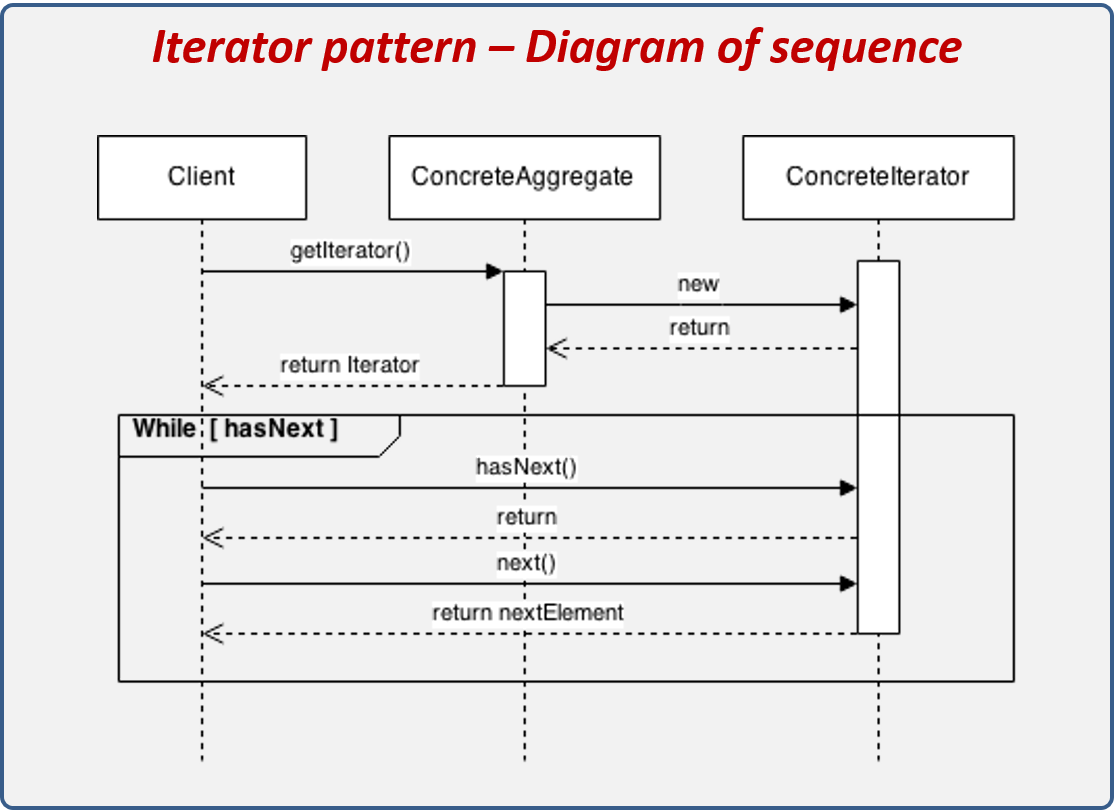 Iterator pattern – Diagram of sequence
Client
ConcreteAggregate
ConcreteIterator
getIterator()
new
return
return Iterator
While [ hasNext ]
hasNext()
return
next()
return nextElement